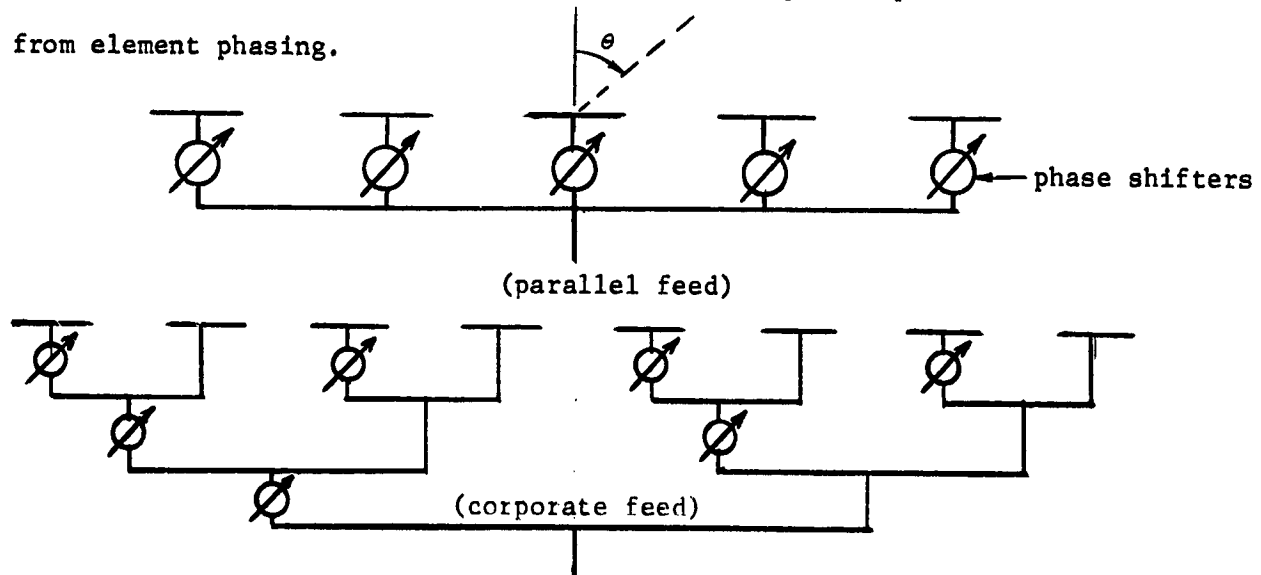 from element phasing.
θ
phase shifters
(parallel feed)
(corporate feed)